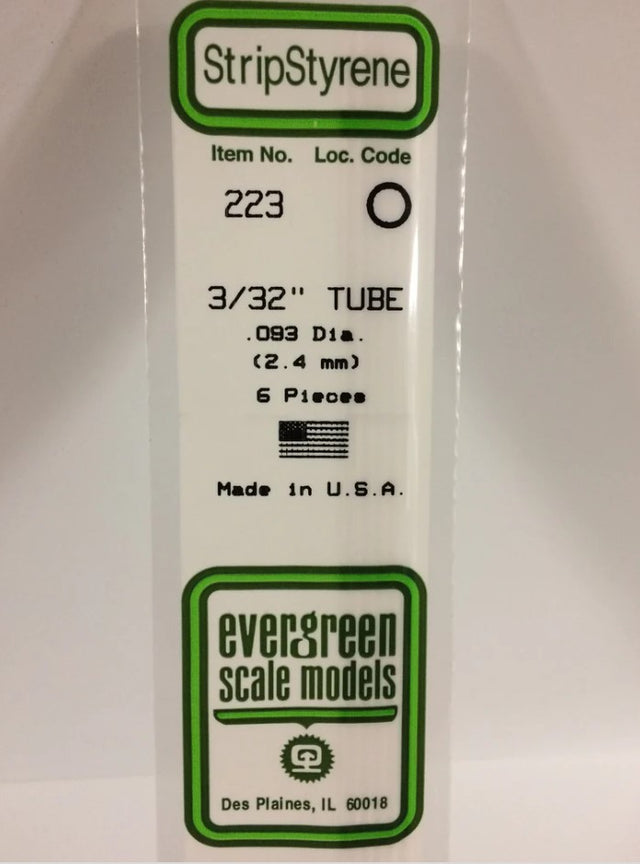 StripStyrene
Item No. Loc. Code
223 O
3/32" TUBE
.093 Dia.
(2.4 mm)
6 Pieces
Made in U.S.A.
evergreen
scale models
Des Plaines, IL 60018